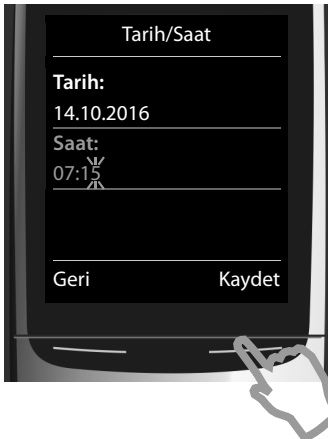 Tarih/Saat
Tarih:
14.10.2016
Saat:
07:15
Geri Kaydet